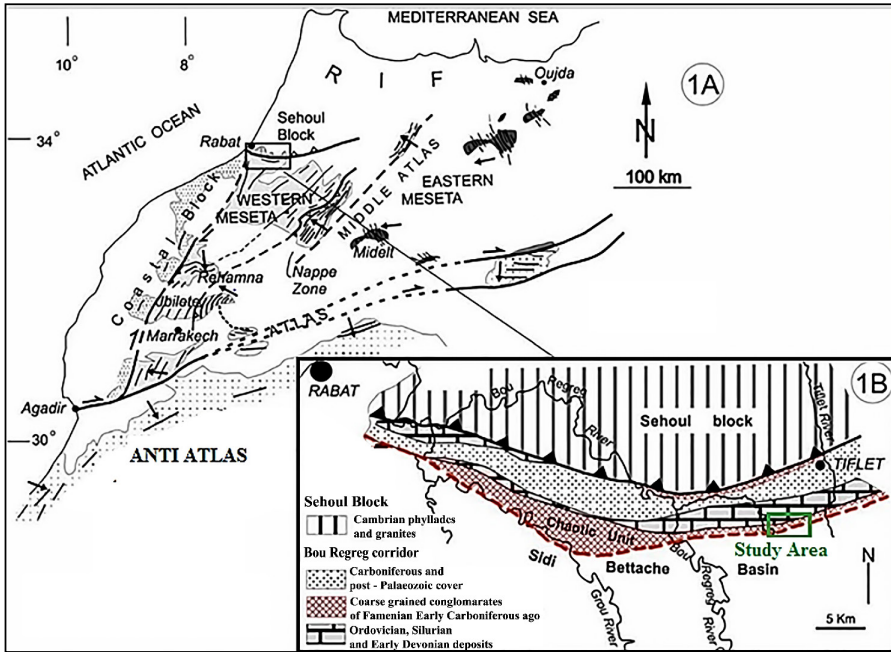 MEDITERRANEAN SEA
10°
8°
R I F
Oujda
1A
ATLANTIC OCEAN
34°
Rabat
Sehoul
Block
N
100 km
WESTERN
MESETA
MIDDLE ATLAS
EASTERN
MESETA
Coastal Block
Rehamna
Nappe
Zone
Midelt
Jbilete
Marrakech
ATLAS
Agadir
30°
ANTI ATLAS
RABAT
1B
Bou
Regreg
River
Sehoul block
Tiflet River
TIFLET
Chaotic Unit
Study Area
Sidi Bettache Basin
Bou
Regreg
River
Grou River
N
5 Km
Sehoul Block
Cambrian phyllades
and granites
Bou Regreg corridor
Carboniferous and
post - Palaeozoic cover
Coarse grained conglomarates
of Famenian Early Carboniferous ago
Ordovician, Silurian
and Early Devonian deposits